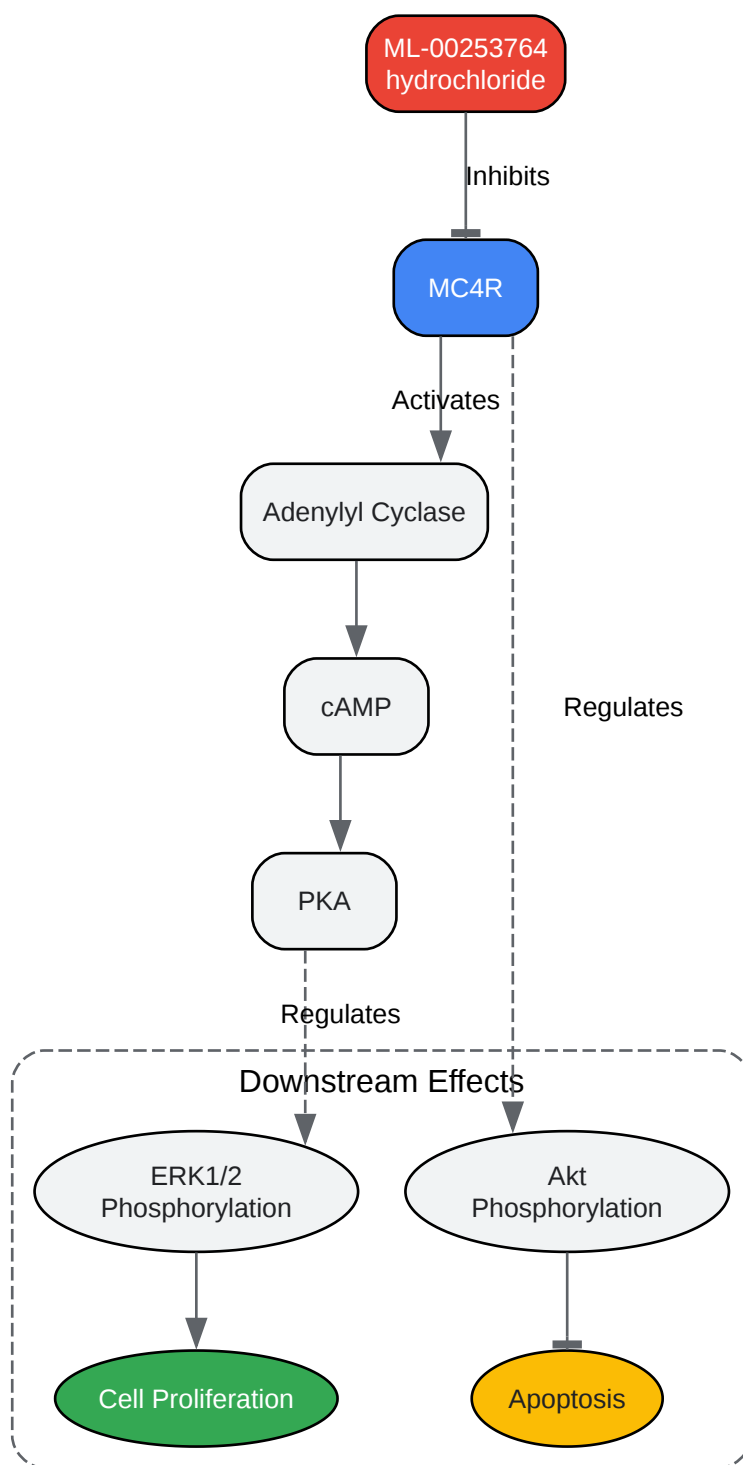 ML-00253764
hydrochloride
Inhibits
MC4R
Activates
Adenylyl Cyclase
cAMP
Regulates
PKA
Regulates
Downstream Effects
ERK1/2
Phosphorylation
Akt
Phosphorylation
Cell Proliferation
Apoptosis